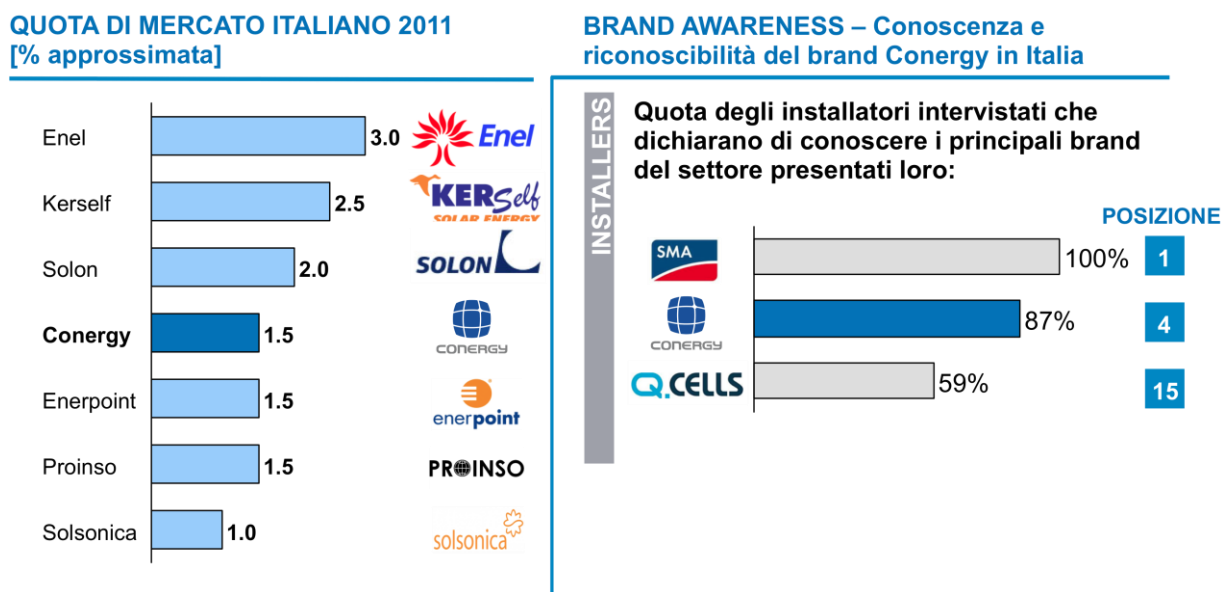 QUOTA DI MERCATO ITALIANO 2011
[% approssimata]
Enel
3.0
Enel
Kerself
2.5
KERSelf
SOLAR ENERGY
Solon
2.0
SOLON
Conergy
1.5
CONERGY
Enerpoint
1.5
enerpoint
Proinso
1.5
PROINSO
Solsonica
1.0
solsonica
BRAND AWARENESS – Conoscenza e
riconoscibilità del brand Conergy in Italia
INSTALLERS
Quota degli installatori intervistati che
dichiarano di conoscere i principali brand
del settore presentati loro:
POSIZIONE
SMA
100%
1
CONERGY
87%
4
Q.CELLS
59%
15